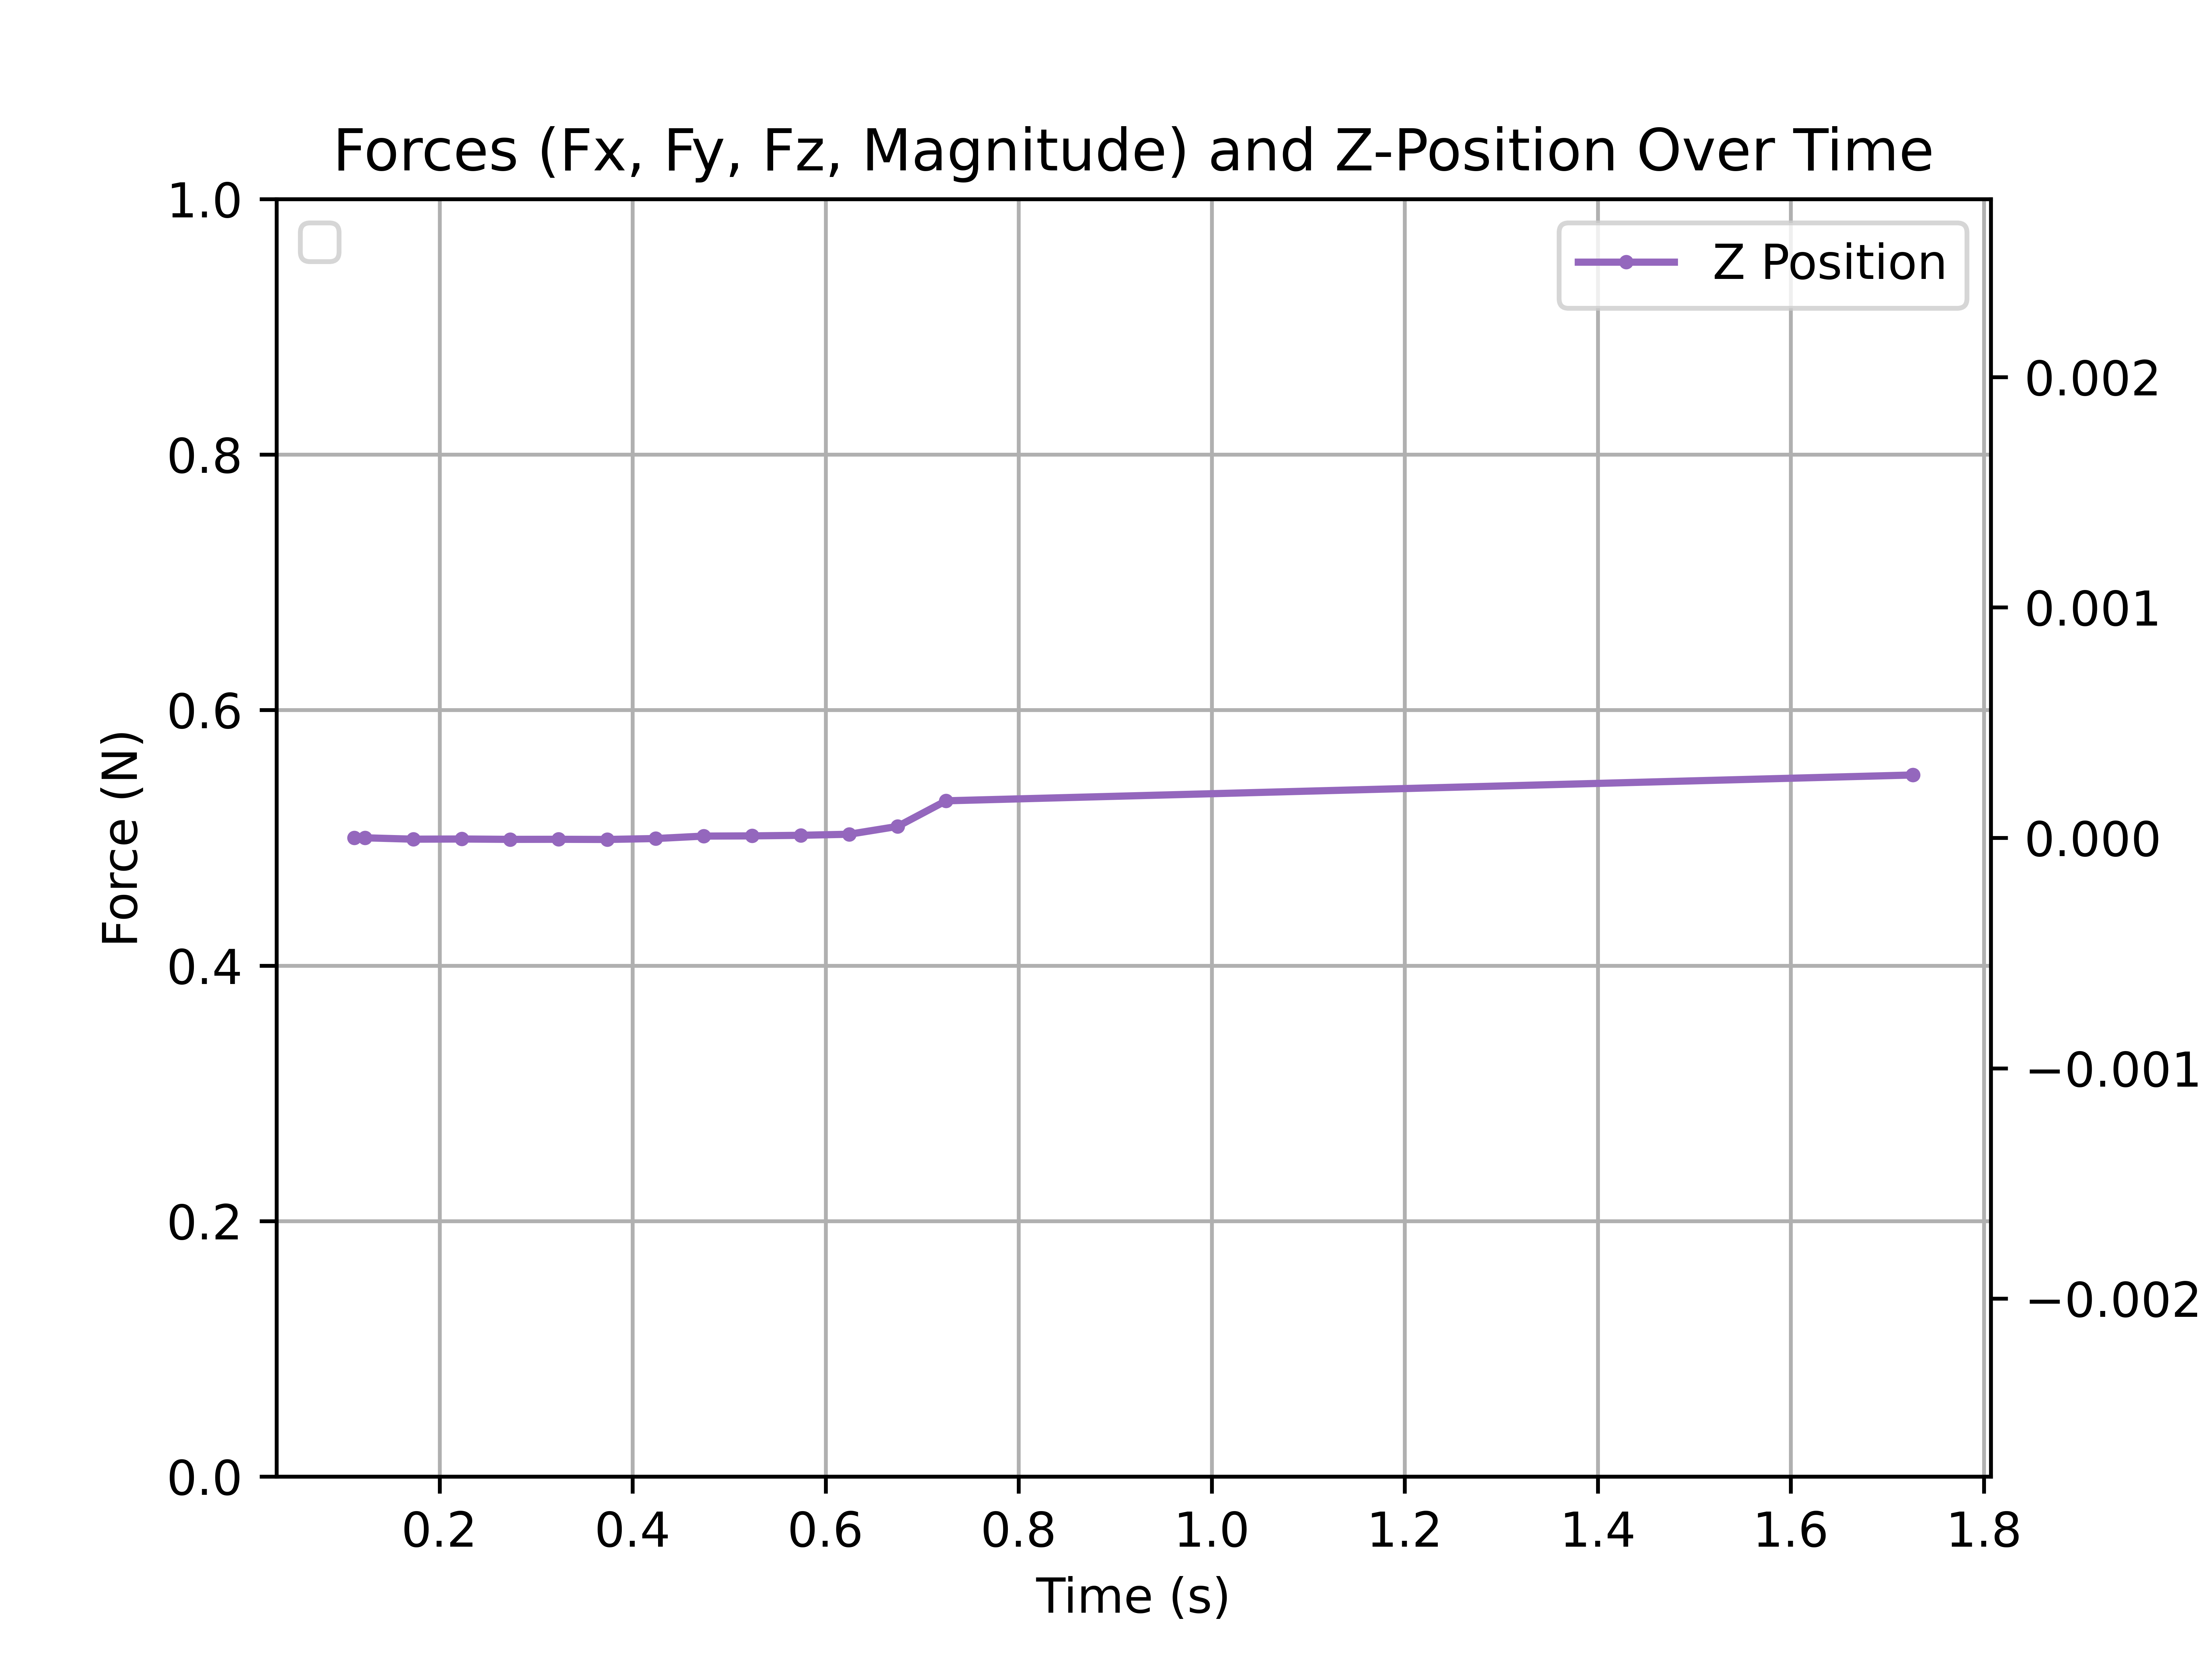 Forces (Fx, Fy, Fz, Magnitude) and Z-Position Over Time
Z Position
Force (N)
1.0
0.8
0.6
0.4
0.2
0.0
0.002
0.001
0.000
−0.001
−0.002
0.2 0.4 0.6 0.8 1.0 1.2 1.4 1.6 1.8
Time (s)